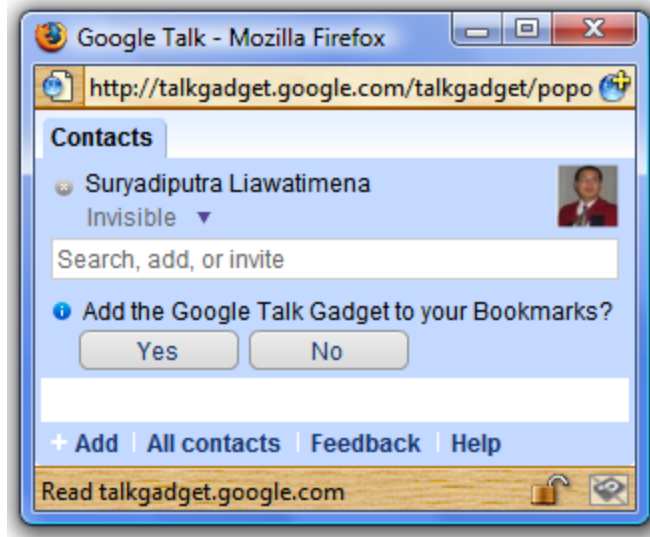 Google Talk - Mozilla Firefox
http://talkgadget.google.com/talkgadget/popo
Contacts
Suryadiputra Liawatimena
Invisible
Search, add, or invite
Add the Google Talk Gadget to your Bookmarks?
Yes No
Add All contacts Feedback Help
Read talkgadget.google.com